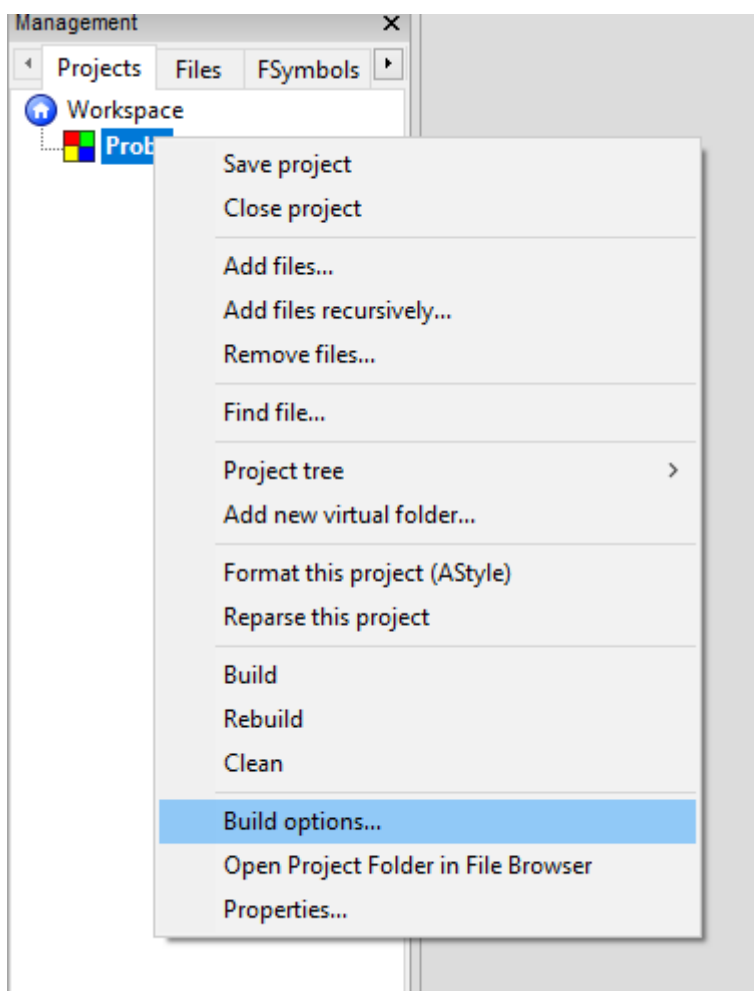 Management
Projects Files FSymbols
Workspace
Prob
Save project
Close project
Add files...
Add files recursively...
Remove files...
Find file...
Project tree
Add new virtual folder...
Format this project (AStyle)
Reparse this project
Build
Rebuild
Clean
Build options...
Open Project Folder in File Browser
Properties...